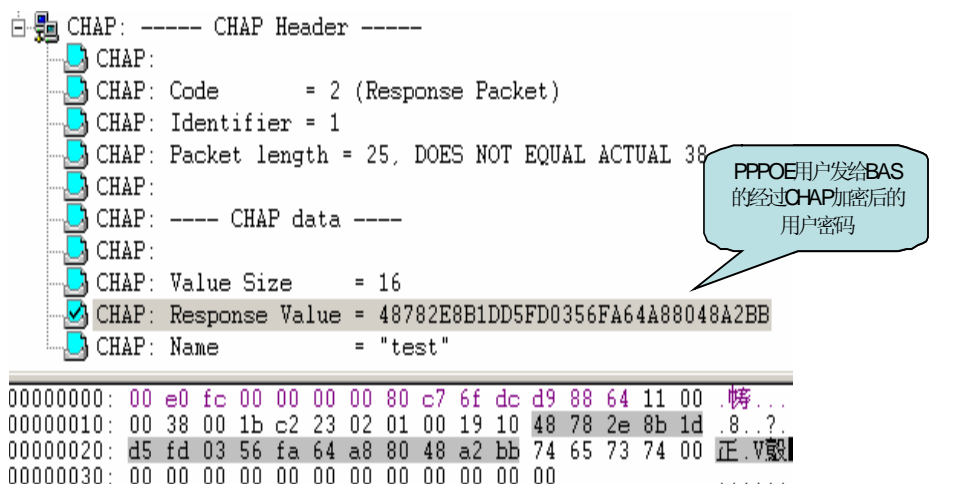 CHAP: ----- CHAP Header -----
CHAP:
CHAP: Code = 2 (Response Packet)
CHAP: Identifier = 1
CHAP: Packet length = 25, DOES NOT EQUAL ACTUAL 38
CHAP:
CHAP: ---- CHAP data ----
CHAP:
CHAP: Value Size = 16
CHAP: Response Value = 48782E8B1DD5FD0356FA64A88048A2BB
CHAP: Name = "test"
PPPOE用户发给BAS
的经过CHAP加密后的
用户密码
00000000: 00 e0 fc 00 00 00 00 80 c7 6f dc d9 88 64 11 00
00000010: 00 38 00 1b c2 23 02 01 00 19 10 48 78 2e 8b 1d .8..?.
00000020: d5 fd 03 56 fa 64 a8 80 48 a2 bb 74 65 73 74 00 正.V
00000030: 00 00 00 00 00 00 00 00 00 00 00 00 ......